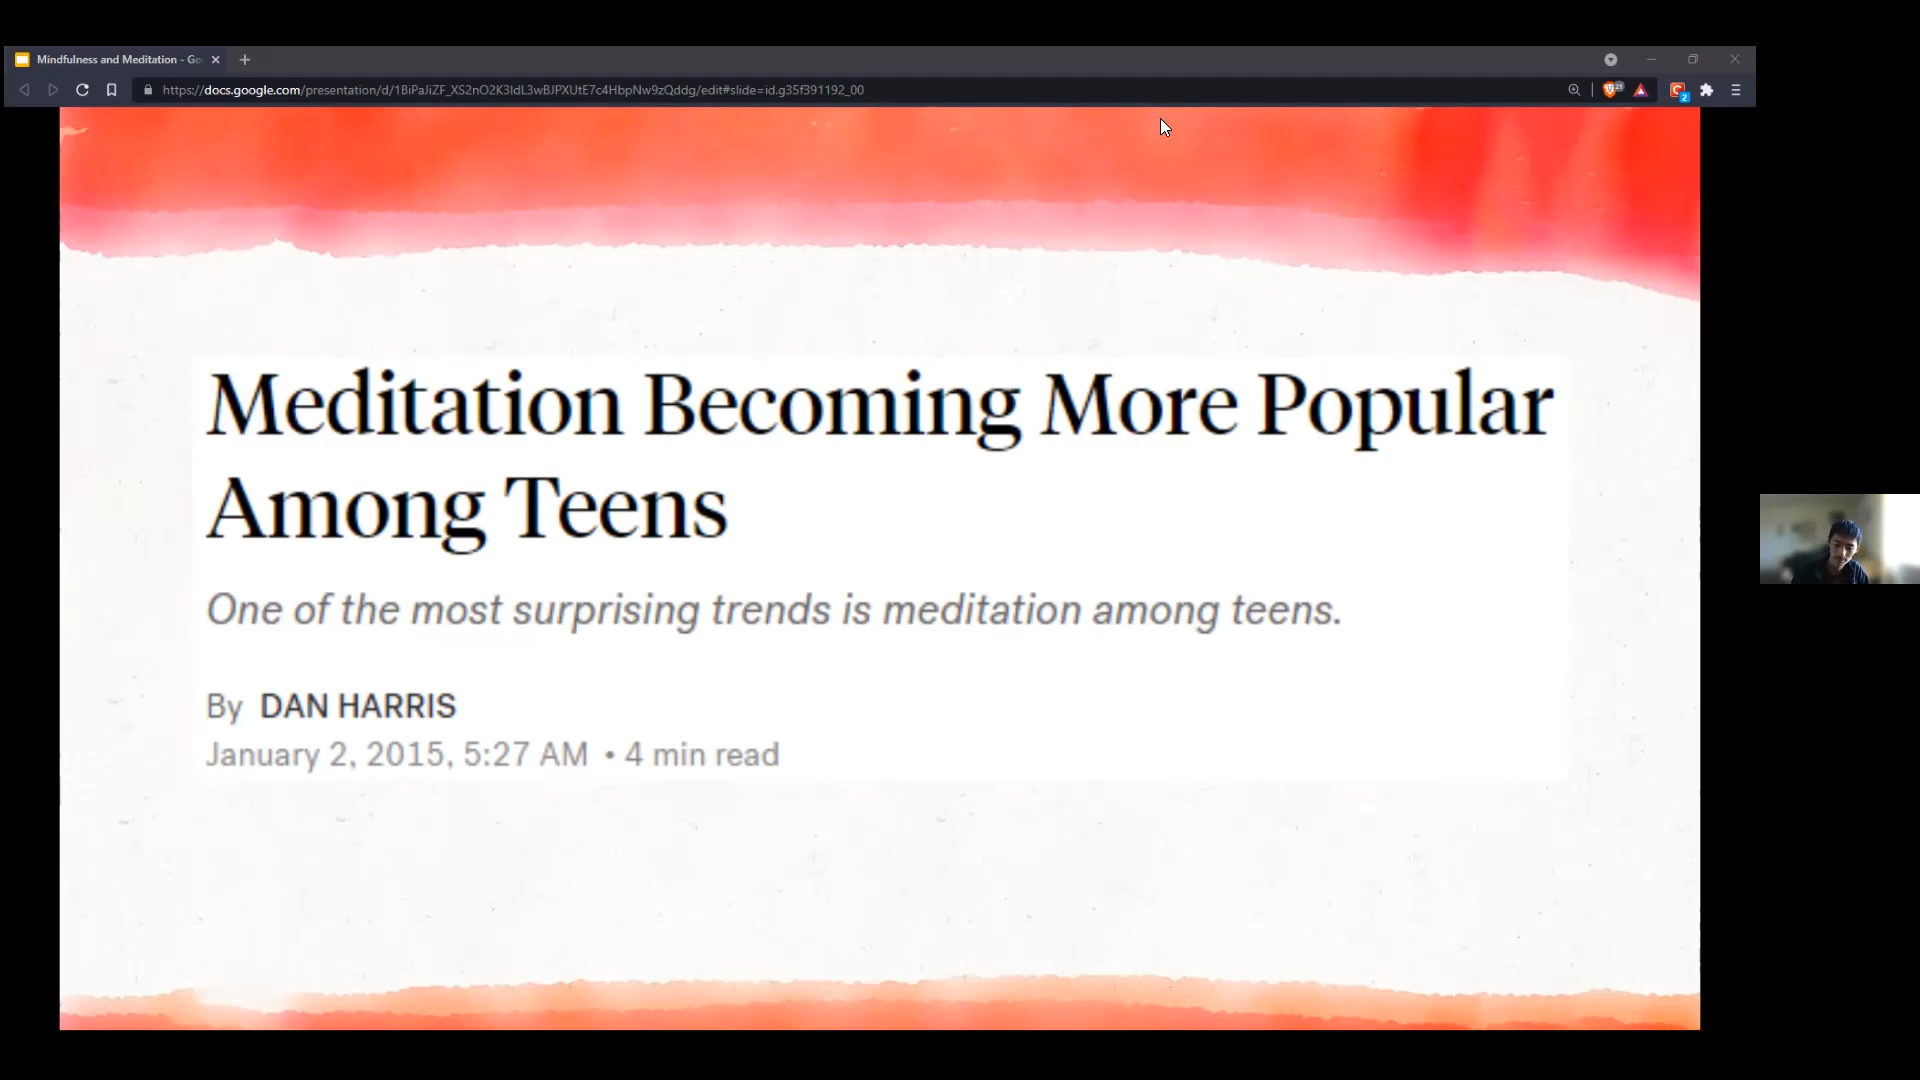 Mindfulness and Meditation - Go
https://docs.google.com/presentation/d/1BiPaJiZF_XS2nO2K3IdL3wBJPXUtE7c4HbpNw9zQddg/edit#slide=id.g35f391192_00
21
2
Meditation Becoming More Popular
Among Teens
One of the most surprising trends is meditation among teens.
By DAN HARRIS
January 2, 2015, 5:27 AM • 4 min read